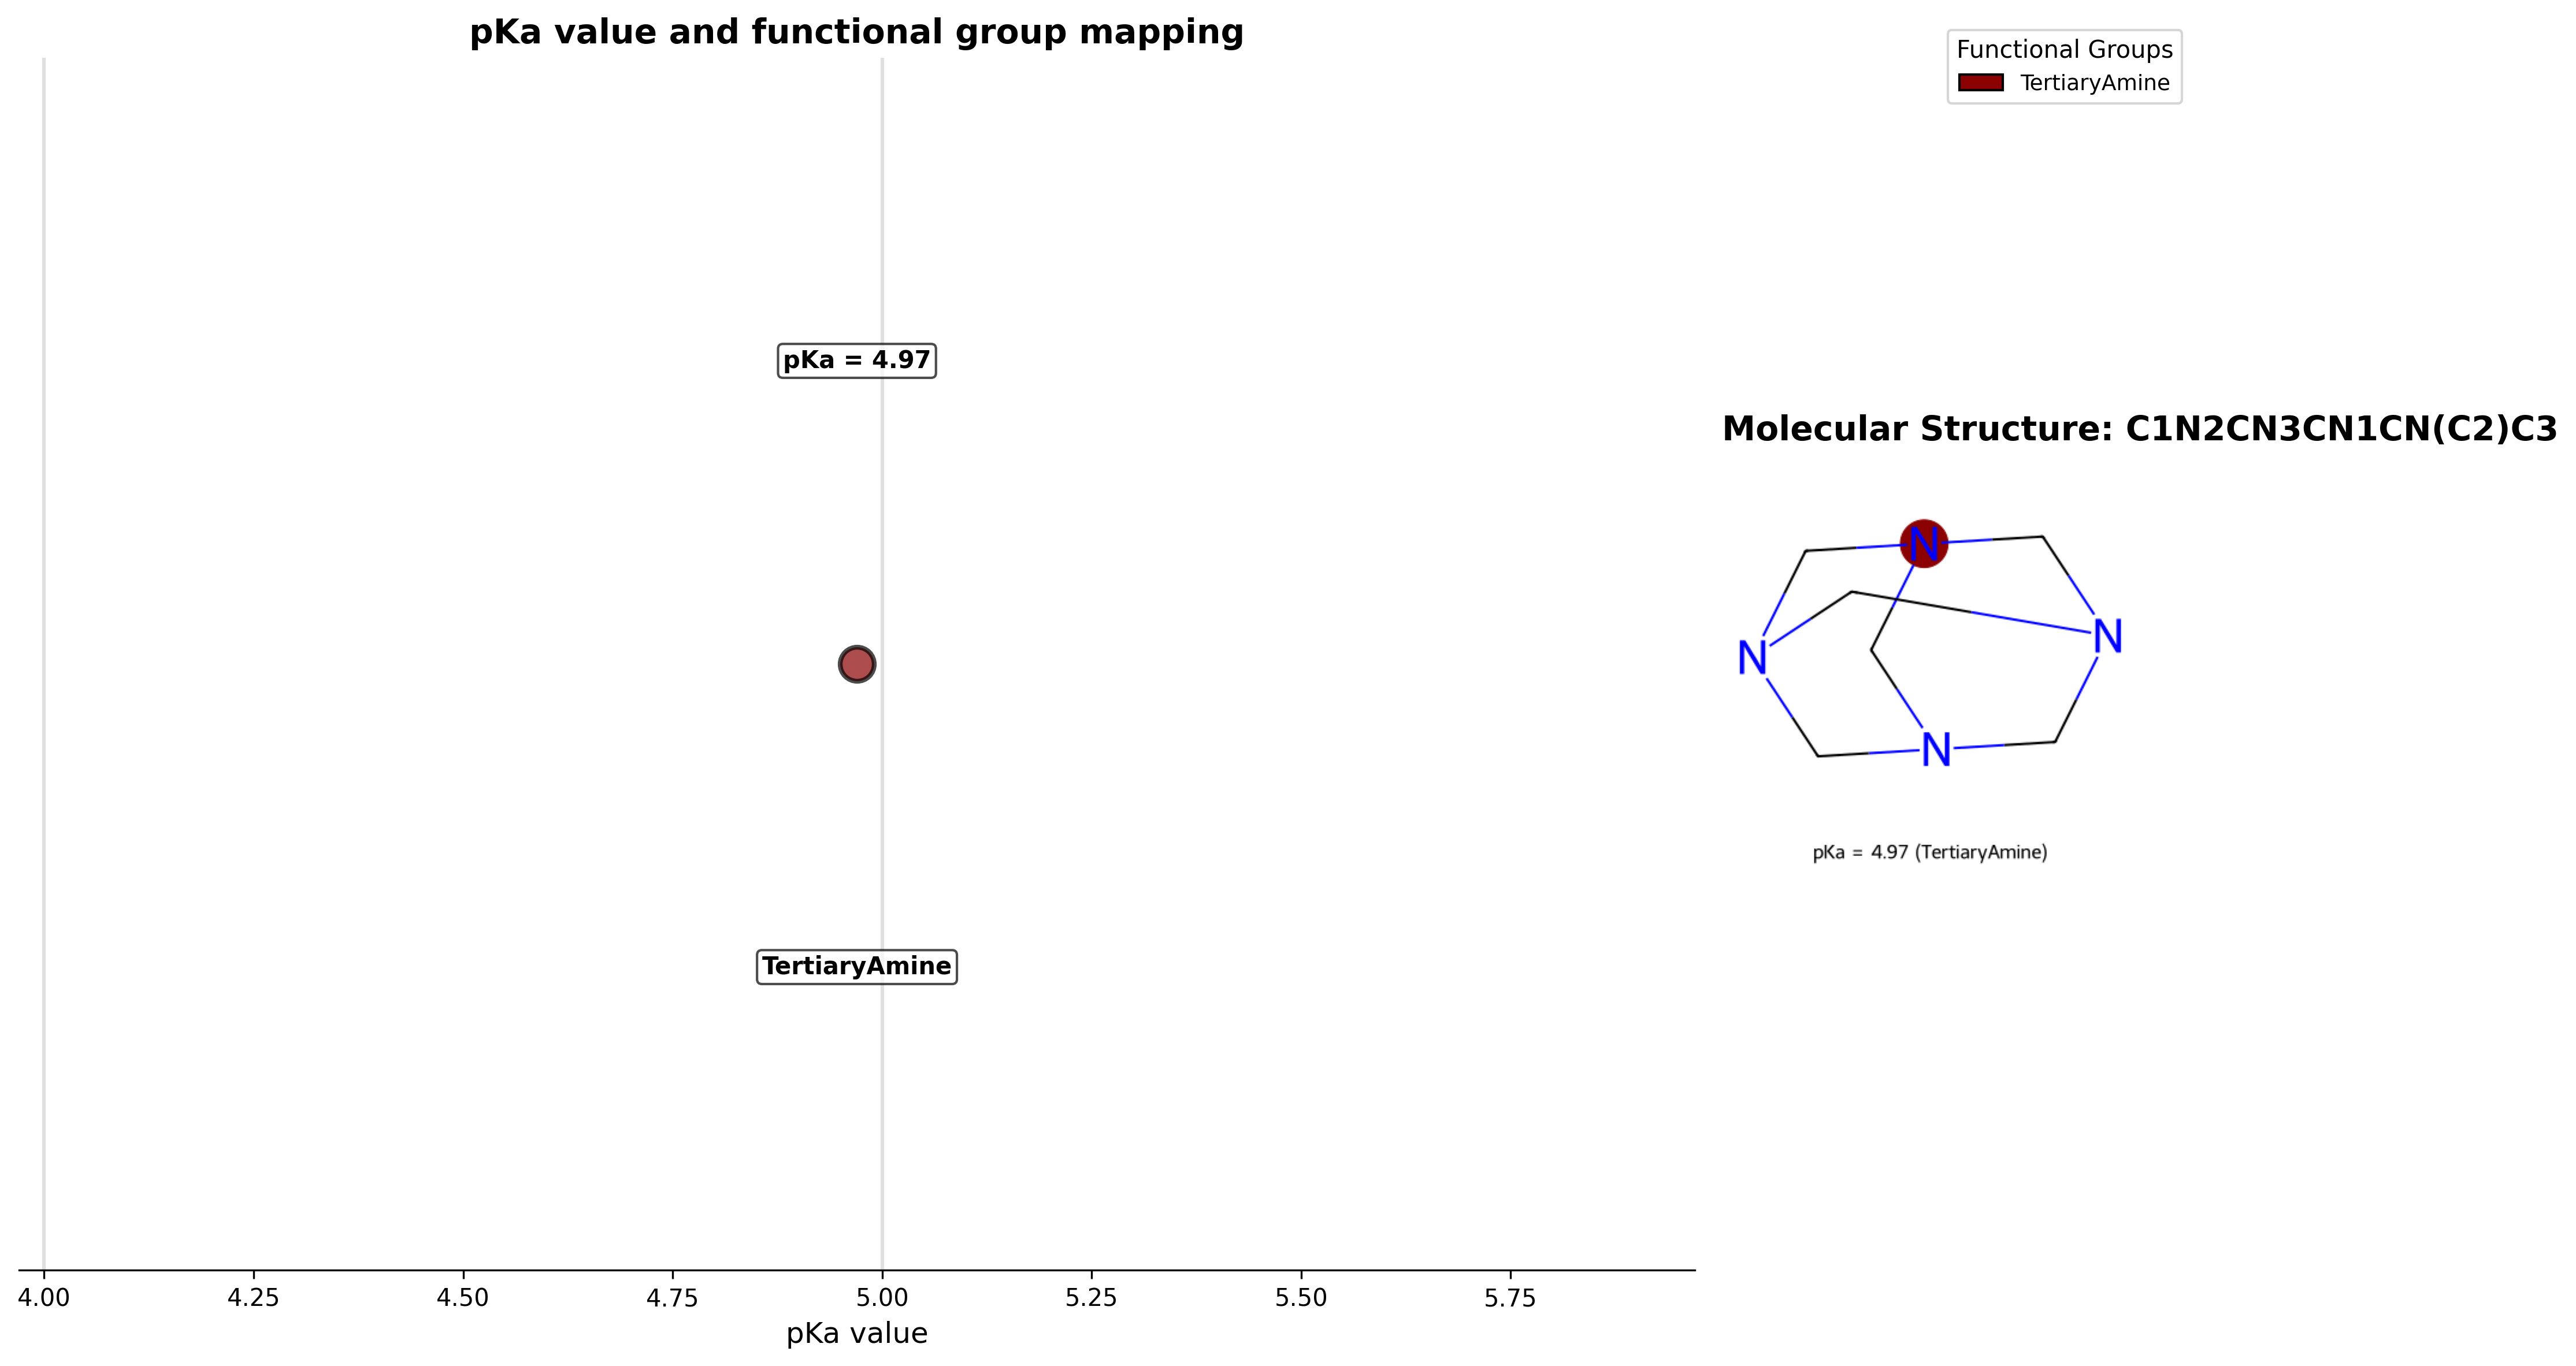 pKa value and functional group mapping
Functional Groups
TertiaryAmine
pKa = 4.97
TertiaryAmine
4.00 4.25 4.50 4.75 5.00 5.25 5.50 5.75
pKa value
Molecular Structure: C1N2CN3CN1CN(C2)C3
N
N
N
N
pKa = 4.97 (TertiaryAmine)